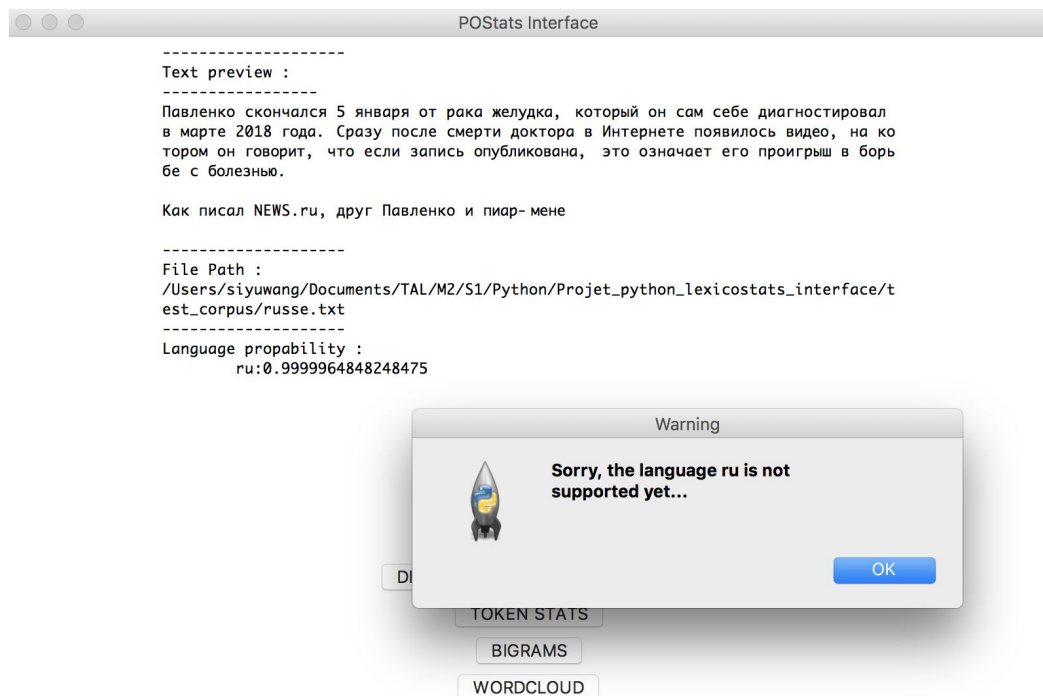 POStats Interface
--------------------
Text preview :
-----------------
Павленко скончался 5 января от рака желудка, который он сам себе диагностировал
в марте 2018 года. Сразу после смерти доктора в Интернете появилось видео, на ко
тором он говорит, что если запись опубликована, это означает его проигрыш в борь
бе с болезнью.
Как писал NEWS.ru, друг Павленко и пиар-мене
--------------------
File Path :
/Users/siyuwang/Documents/TAL/M2/S1/Python/Projet_python_lexicostats_interface/t
est_corpus/russe.txt
--------------------
Language propability :
ru:0.9999964848248475
Warning
Sorry, the language ru is not
supported yet...
OK
TOKEN STATS
BIGRAMS
WORDCLOUD